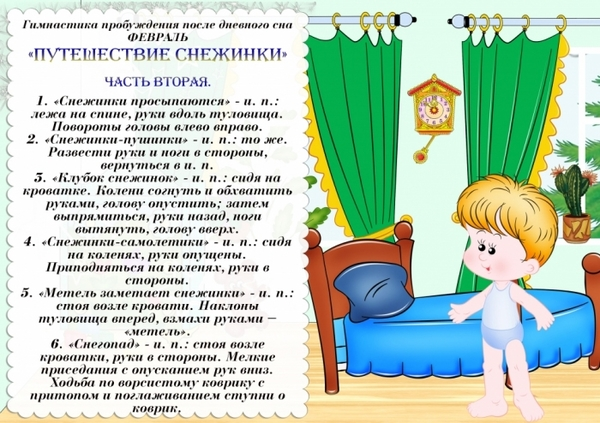 Гимнастика пробуждения после дневного сна
ФЕВРАЛЬ
«ПУТЕШЕСТВИЕ СНЕЖИНКИ»
ЧАСТЬ ВТОРАЯ.
1. «Снежинки просыпаются» - и. п.:
лежа на спине, руки вдоль туловища.
Повороты головы влево вправо.
2. «Снежинки-пушинки» - и. п.: то же.
Развести руки и ноги в стороны,
вернуться в и. п.
3. «Клубок снежинок» - и. п.: сидя на
кроватке. Колени согнуть и обхватить
руками, голову опустить; затем
выпрямиться, руки назад, ноги
вытянуть, голову вверх.
4. «Снежинки-самолетики» - и. п.: сидя
на коленях, руки опущены.
Приподняться на коленях, руки в
стороны.
5. «Метель заметает снежинки» - и. п.:
стоя возле кровати. Наклоны
туловища вперед, взмахи руками –
«метель».
6. «Снегопад» - и. п.: стоя возле
кроватки, руки в стороны. Мелкие
приседания с опусканием рук вниз.
Ходьба по ворсистому коврику с
притопом и поглаживанием ступни о
коврик.